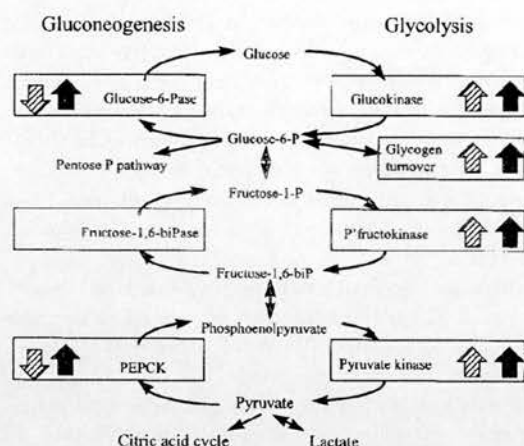 Gluconeogenesis Glycolysis
Glucose
Glucose-6-Pase
Glucokinase
Glucose-6-P
Pentose P pathway
Glycogen
turnover
Fructose-1-P
Fructose-1,6-biPase
P'fructokinase
Fructose-1,6-biP
Phosphoenolpyruvate
PEPCK
Pyruvate kinase
Pyruvate
Citric acid cycle Lactate